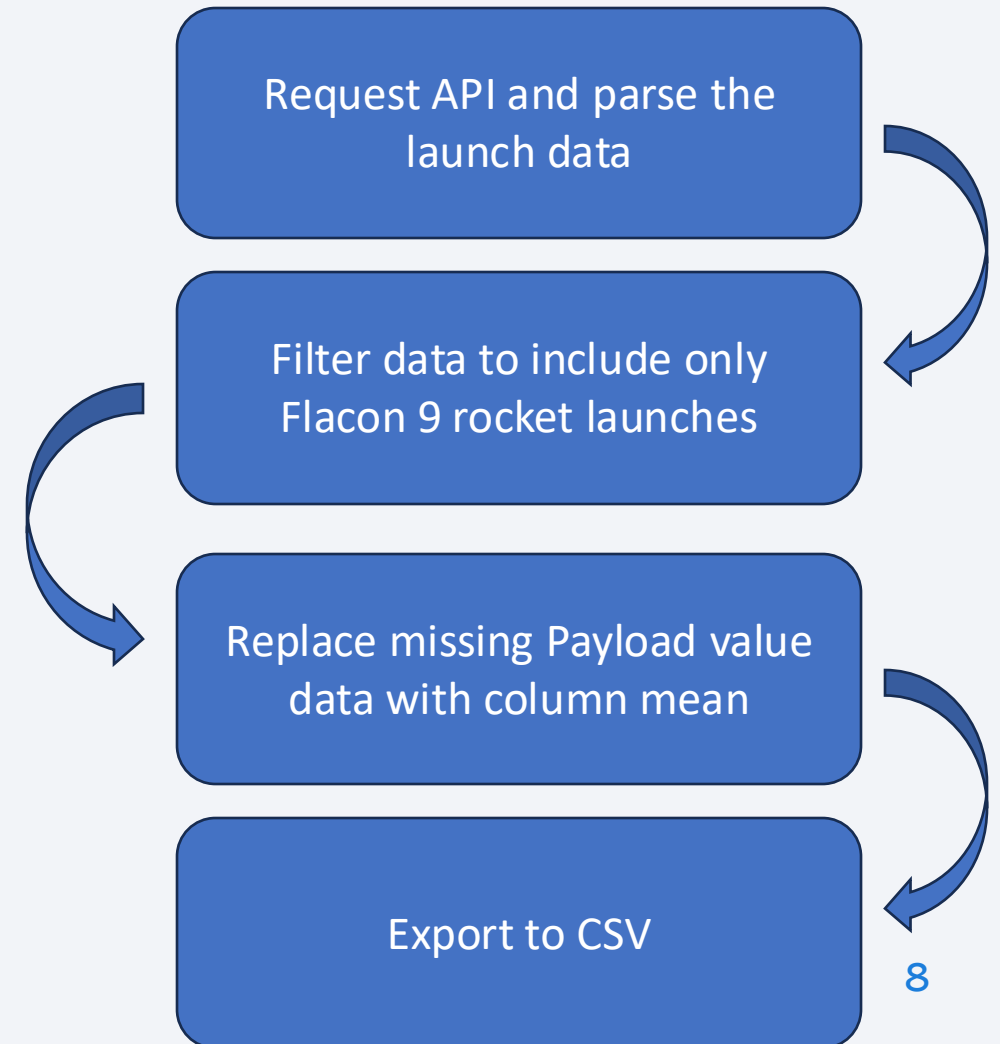 Request API and parse the
launch data
Filter data to include only
Flacon 9 rocket launches
Replace missing Payload value
data with column mean
Export to CSV
8